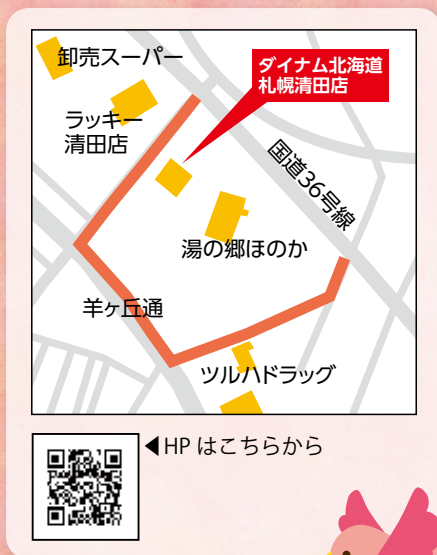 卸売スーパー
ダイナム北海道
札幌清田店
ラッキー
清田店
国道36号線
湯の郷ほのか
羊ヶ丘通
ツルハドラッグ
◀HP はこちらから